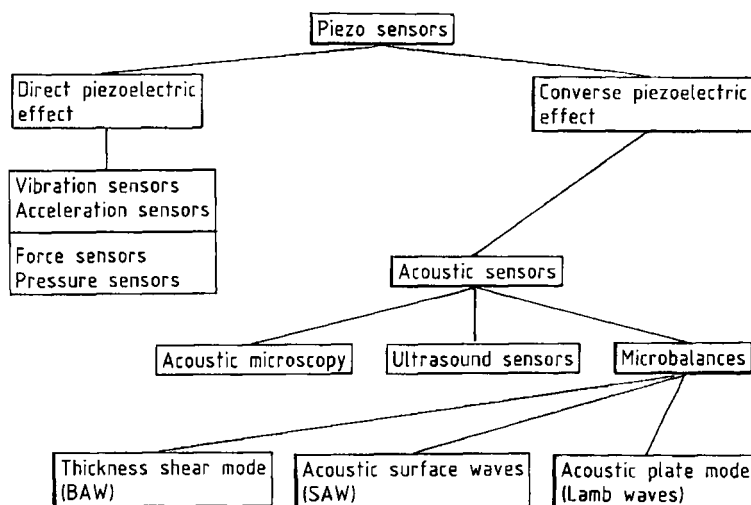 Piezo sensors
Direct piezoelectric
effect
Converse piezoelectric
effect
Vibration sensors
Acceleration sensors
Force sensors
Pressure sensors
Acoustic sensors
Acoustic microscopy
Ultrasound sensors
Microbalances
Thickness shear mode
(BAW)
Acoustic surface waves
(SAW)
Acoustic plate mode
(Lamb waves)